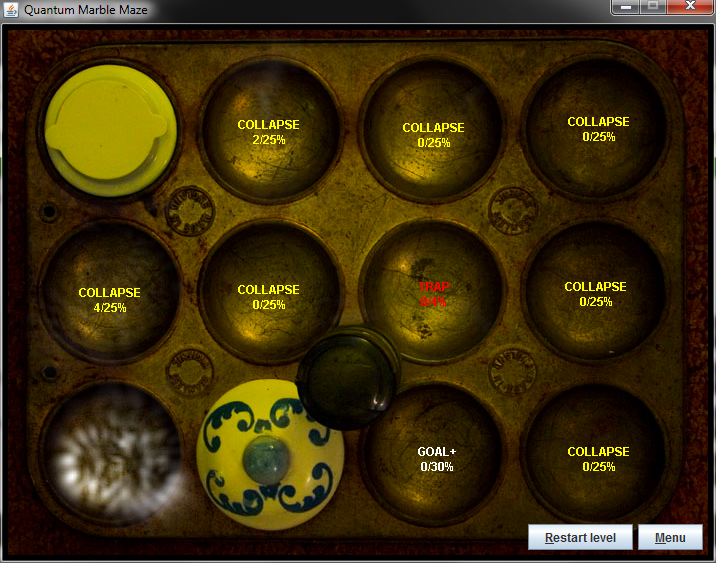 Quantum Marble Maze
COLLAPSE
2/25%
COLLAPSE
0/25%
COLLAPSE
0/25%
COLLAPSE
4/25%
COLLAPSE
0/25%
TRAP
COLLAPSE
0/25%
GOAL+
0/30%
COLLAPSE
0/25%
Restart level
Menu